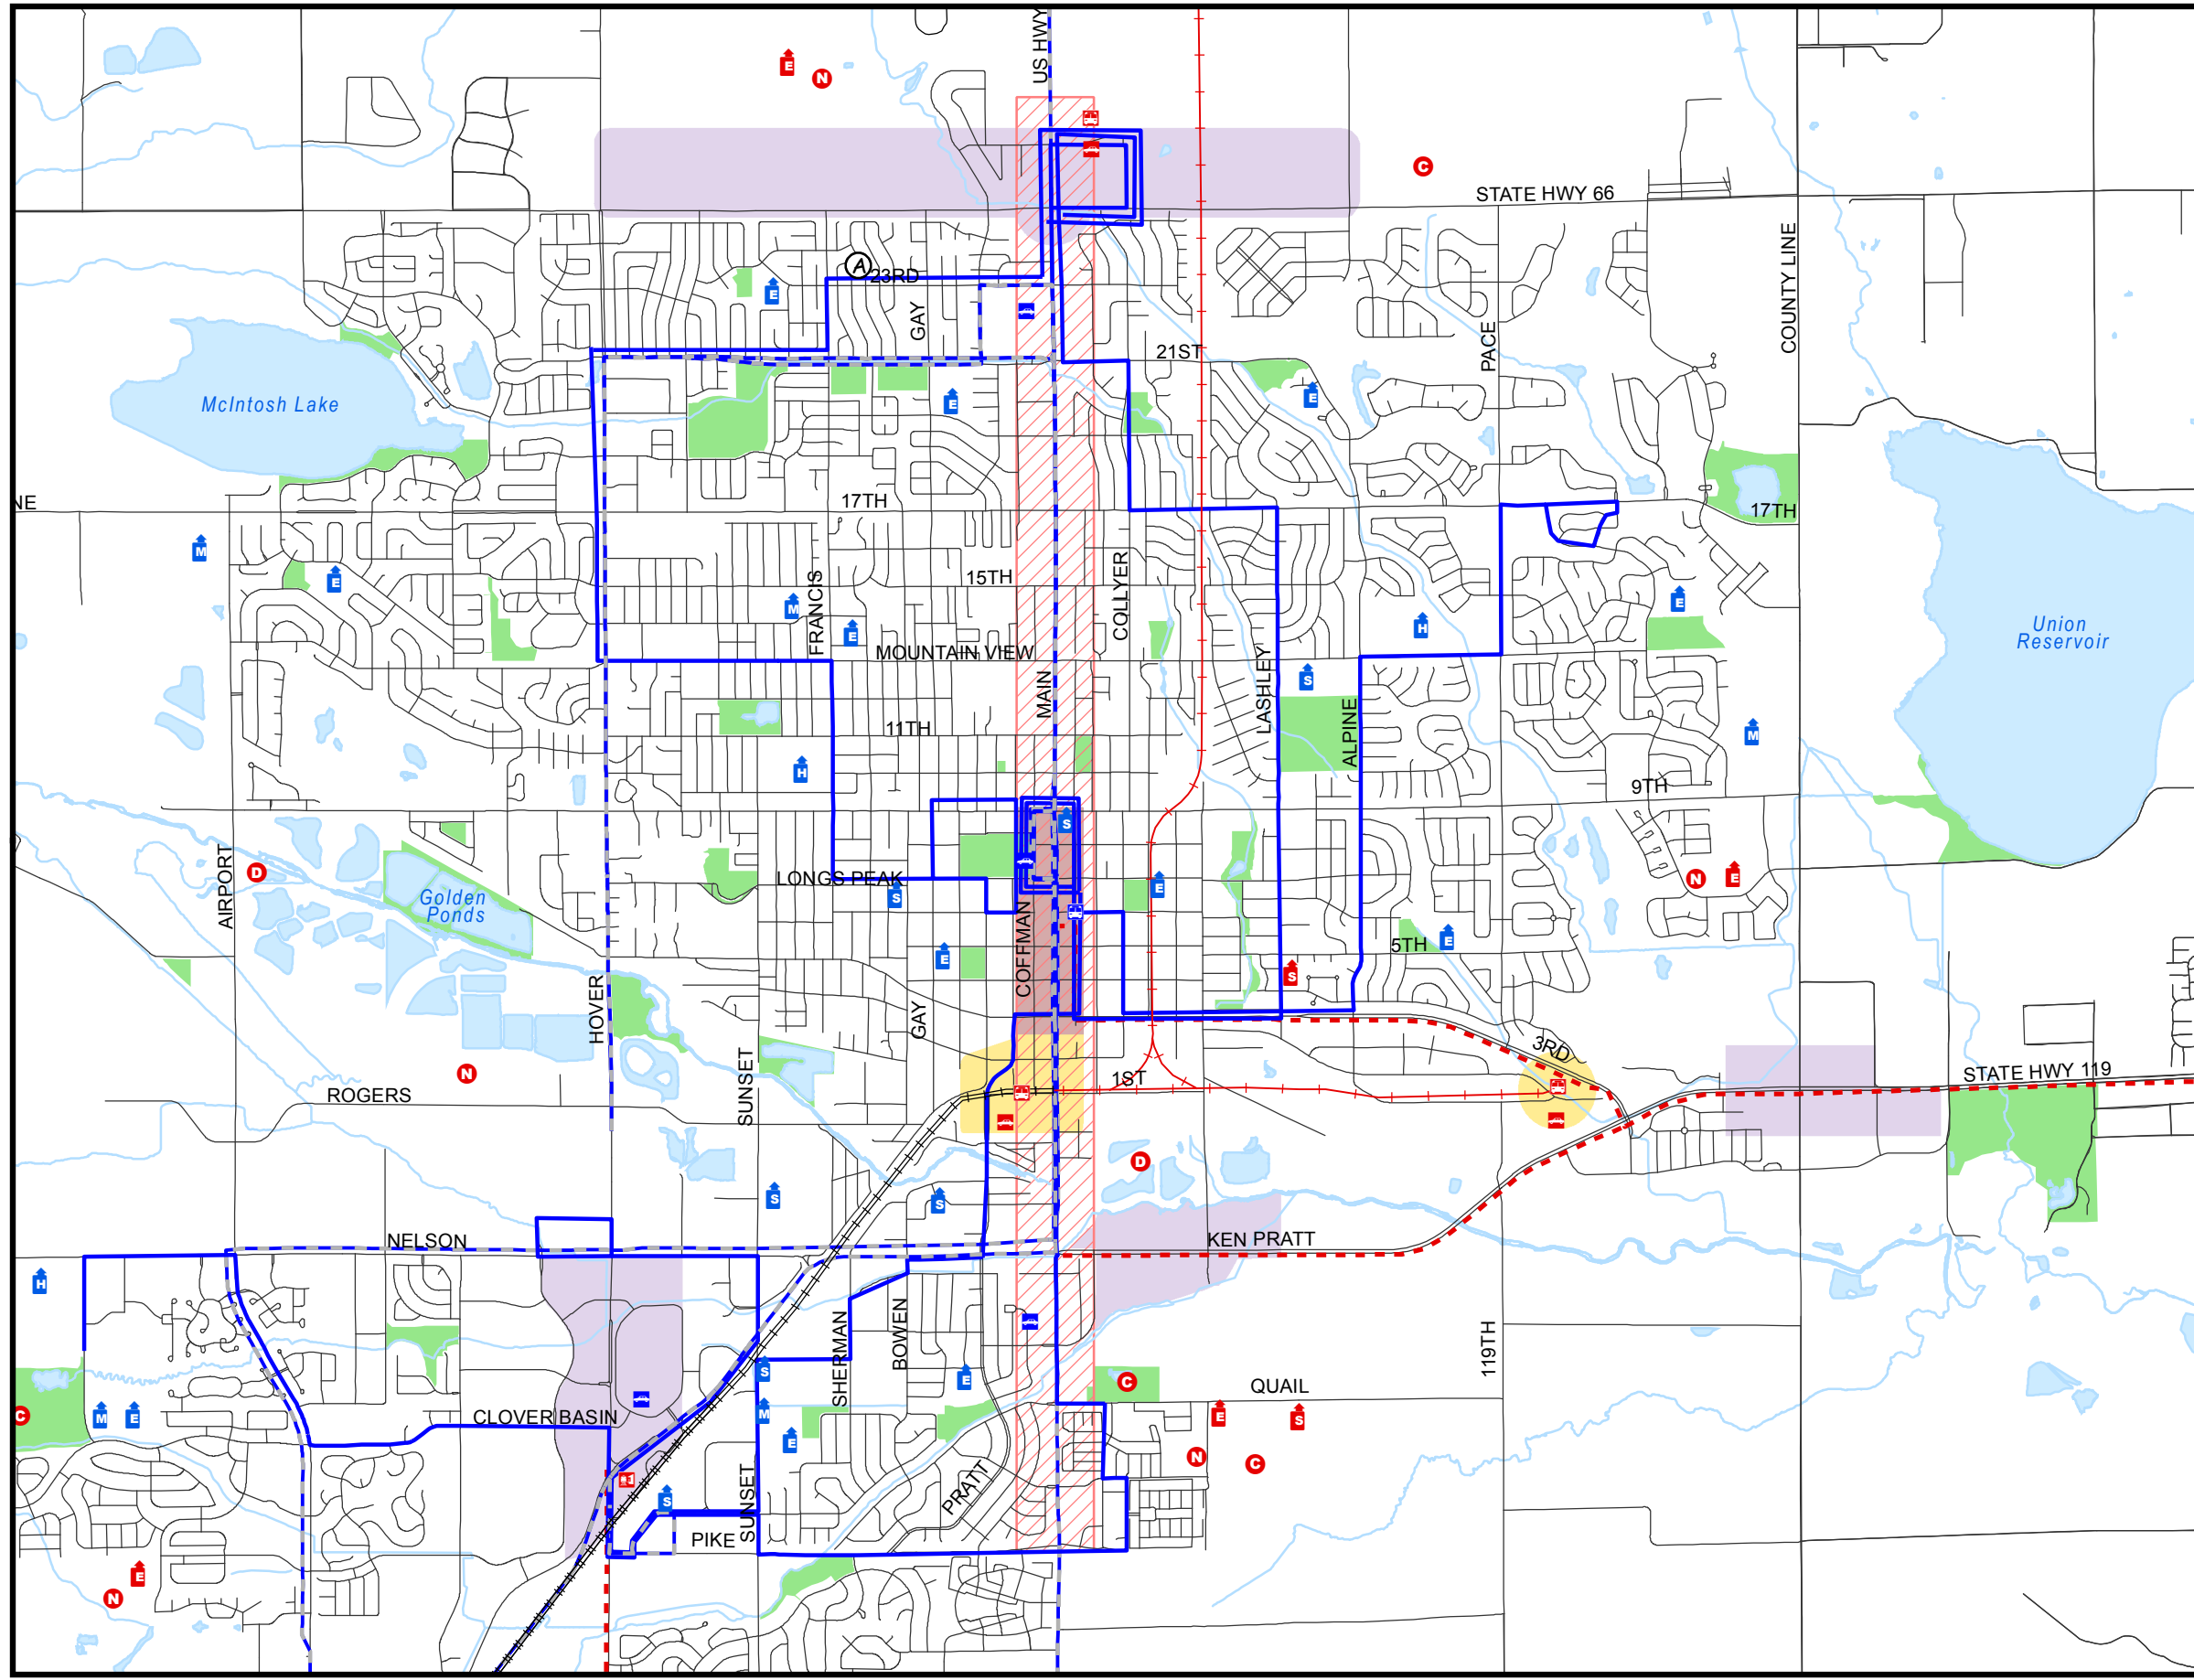 US HWY
E
N
C
STATE HWY 66
A
23RD
E
GAY
COUNTY LINE
PACE
21ST
E
E
McIntosh Lake
NE
17TH
17TH
M
E
15TH
FRANCIS
COLLYER
M
E
E
H
MOUNTAIN VIEW
Union
Reservoir
MAIN
LASHLEY
S
11TH
ALPINE
M
H
9TH
S
AIRPORT
D
LONGS PEAK
S
E
N
E
Golden
Ponds
COFFMAN
5TH
E
E
S
HOVER
GAY
SUNSET
3RD
N
1ST
STATE HWY 119
ROGERS
D
S
S
NELSON
KEN PRATT
H
SHERMAN
BOWEN
119TH
S
E
C
QUAIL
C
M
E
CLOVER BASIN
M
E
E
S
N
C
PRATT
SUNSET
S
PIKE
E
N